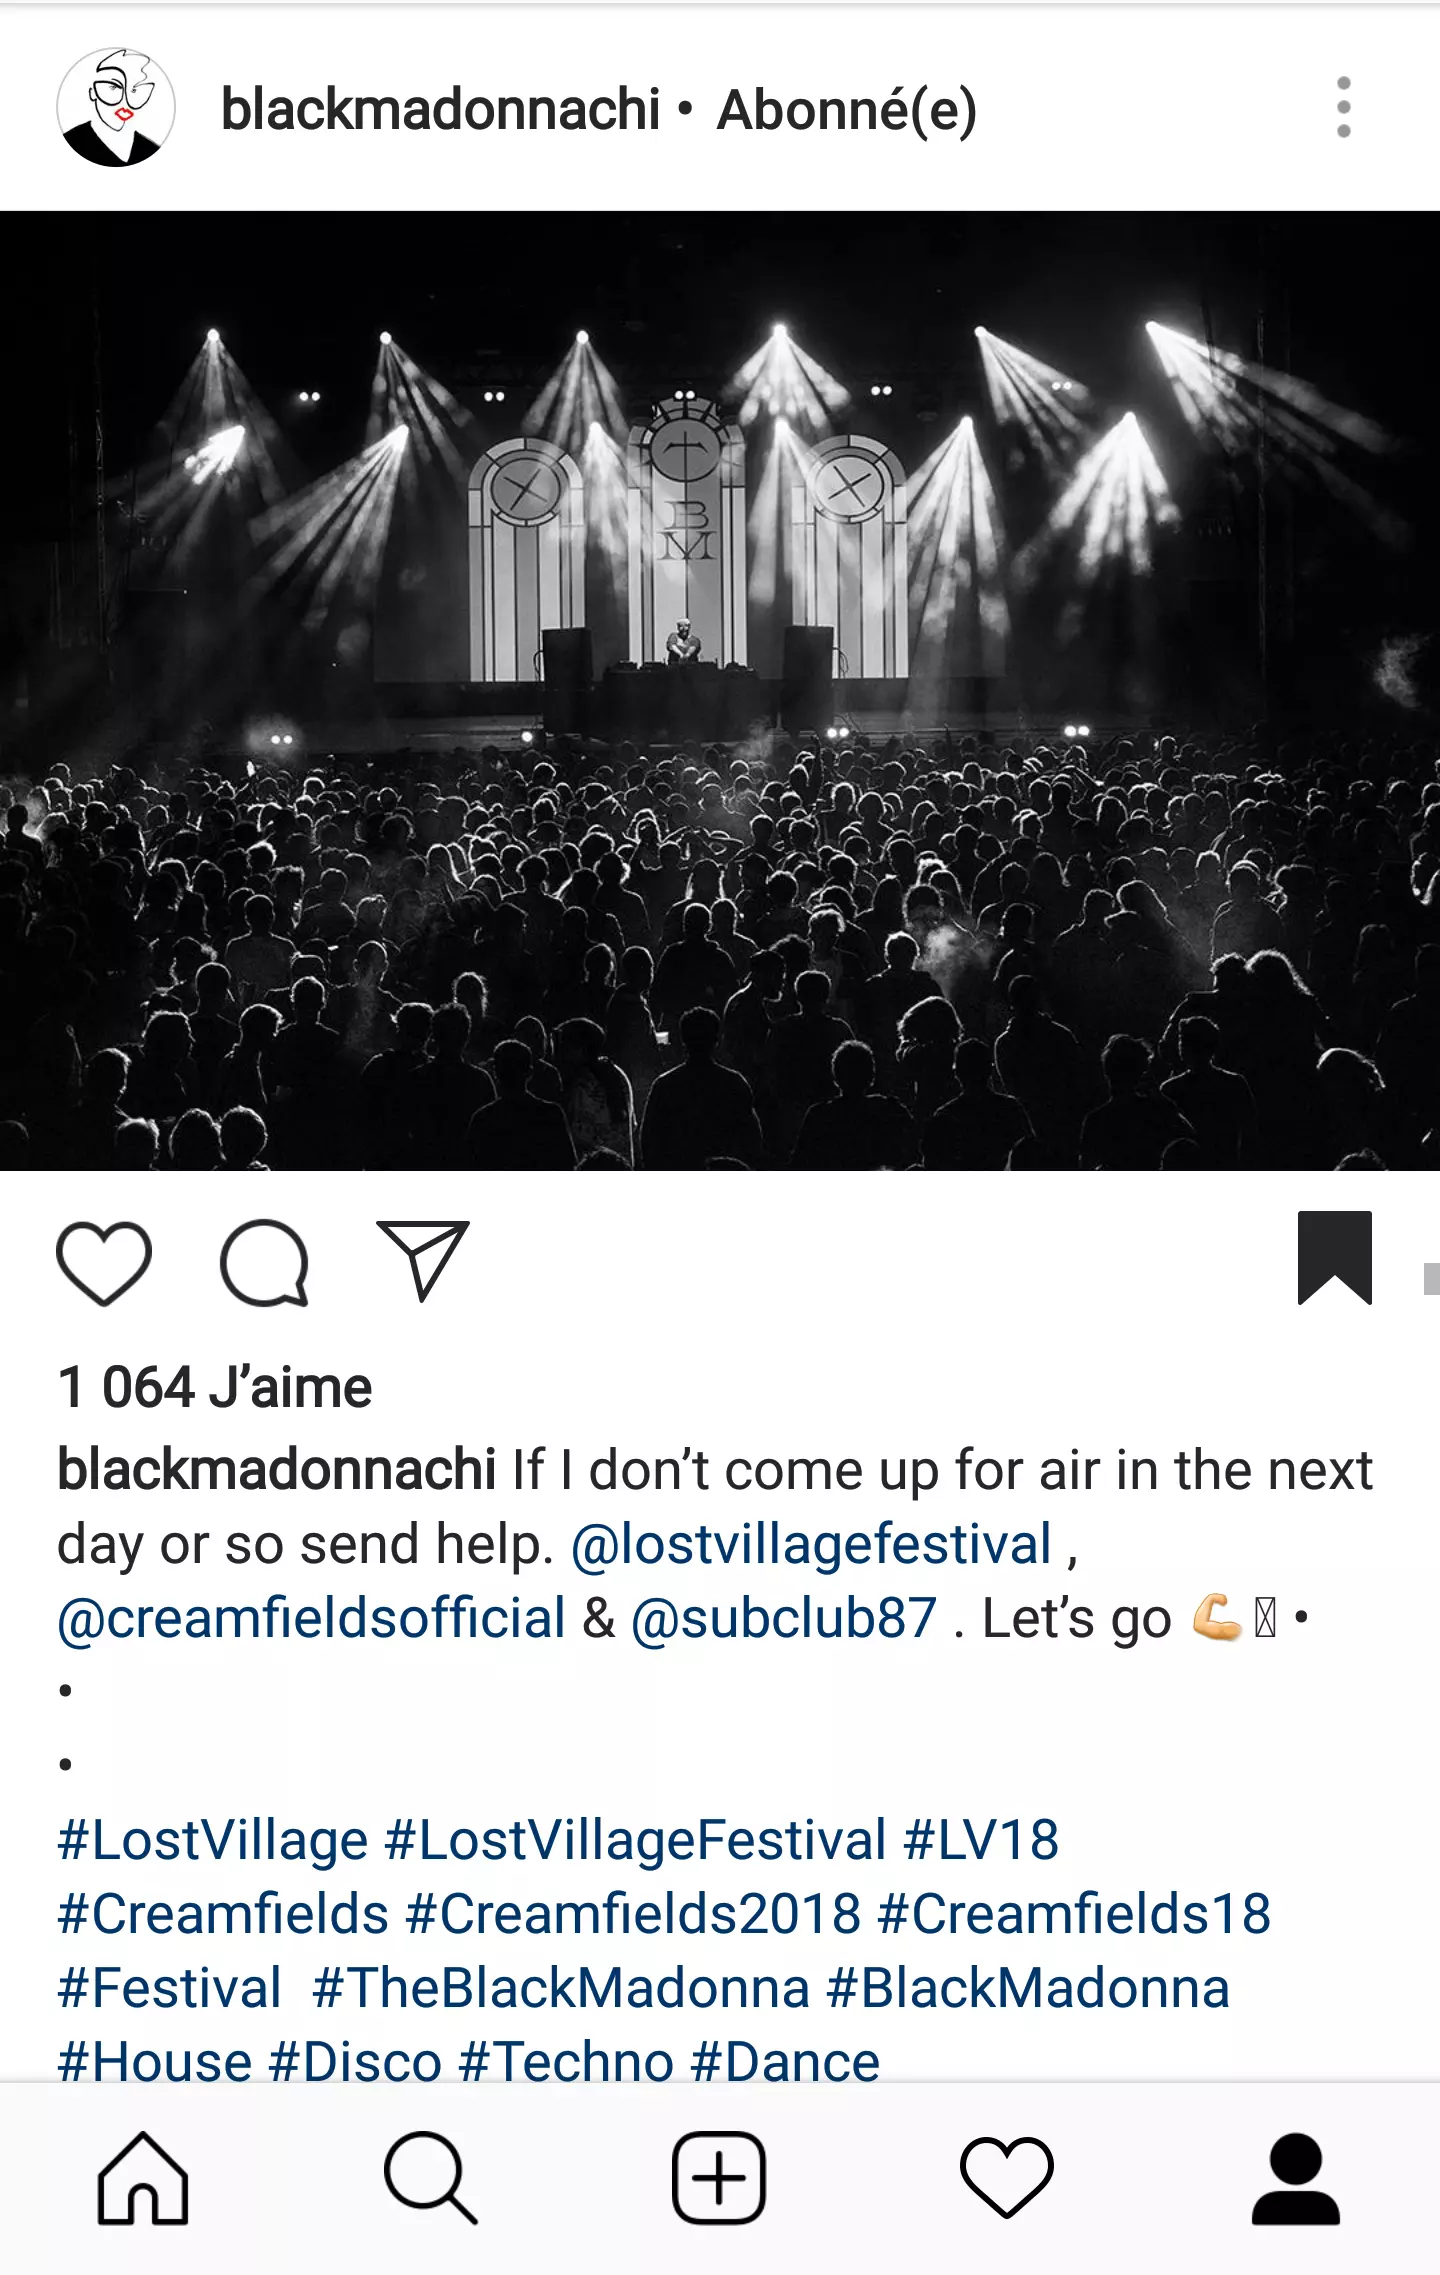 blackmadonnachi • Abonné(e)
B
M
1 064 J’aime
blackmadonnachi If I don’t come up for air in the next
day or so send help. @lostvillagefestival ,
@creamfieldsofficial & @subclub87 . Let’s go 💪🏼 •
•
•
#LostVillage #LostVillageFestival #LV18
#Creamfields #Creamfields2018 #Creamfields18
#Festival #TheBlackMadonna #BlackMadonna
#House #Disco #Techno #Dance